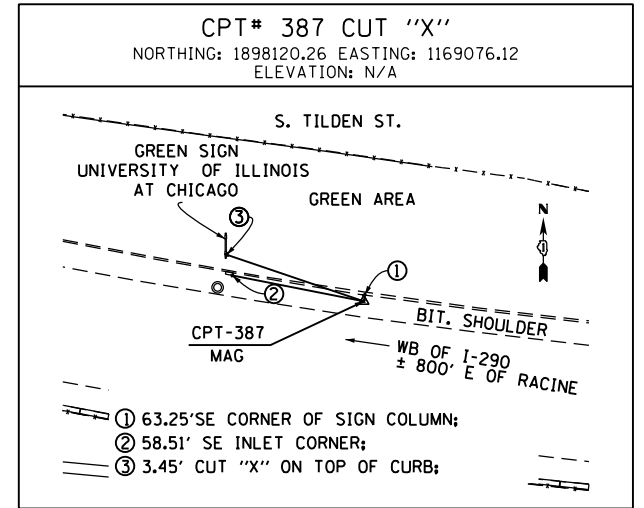 CPT# 387 CUT "X"
NORTHING: 1898120.26 EASTING: 1169076.12
ELEVATION: N/A
S. TILDEN ST.
GREEN SIGN
UNIVERSITY OF ILLINOIS
AT CHICAGO
GREEN AREA
3
N
1
2
BIT. SHOULDER
CPT-387
MAG
WB OF I-290
± 800' E OF RACINE
1 63.25'SE CORNER OF SIGN COLUMN;
2 58.51' SE INLET CORNER;
3 3.45' CUT "X" ON TOP OF CURB;